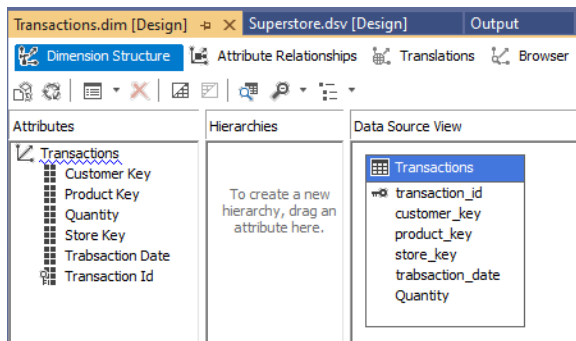 Transactions.dim [Design]
Superstore.dsv [Design]
Output
Dimension Structure
Attribute Relationships
Translations
Browser
Attributes
Hierarchies
Data Source View
Transactions
Customer Key
Product Key
Quantity
Store Key
Trabsaction Date
Transaction Id
To create a new
hierarchy, drag an
attribute here.
Transactions
transaction_id
customer_key
product_key
store_key
trabsaction_date
Quantity